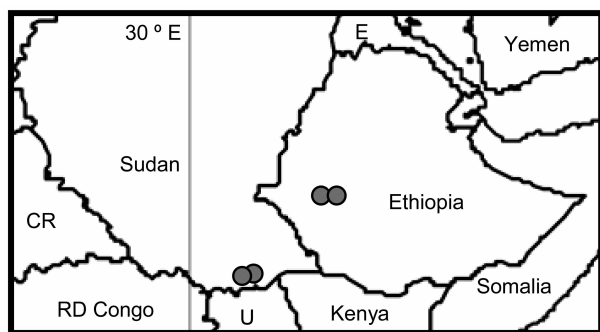 30 º E
E
Yemen
Sudan
CR
Ethiopia
Somalia
RD Congo
U
Kenya